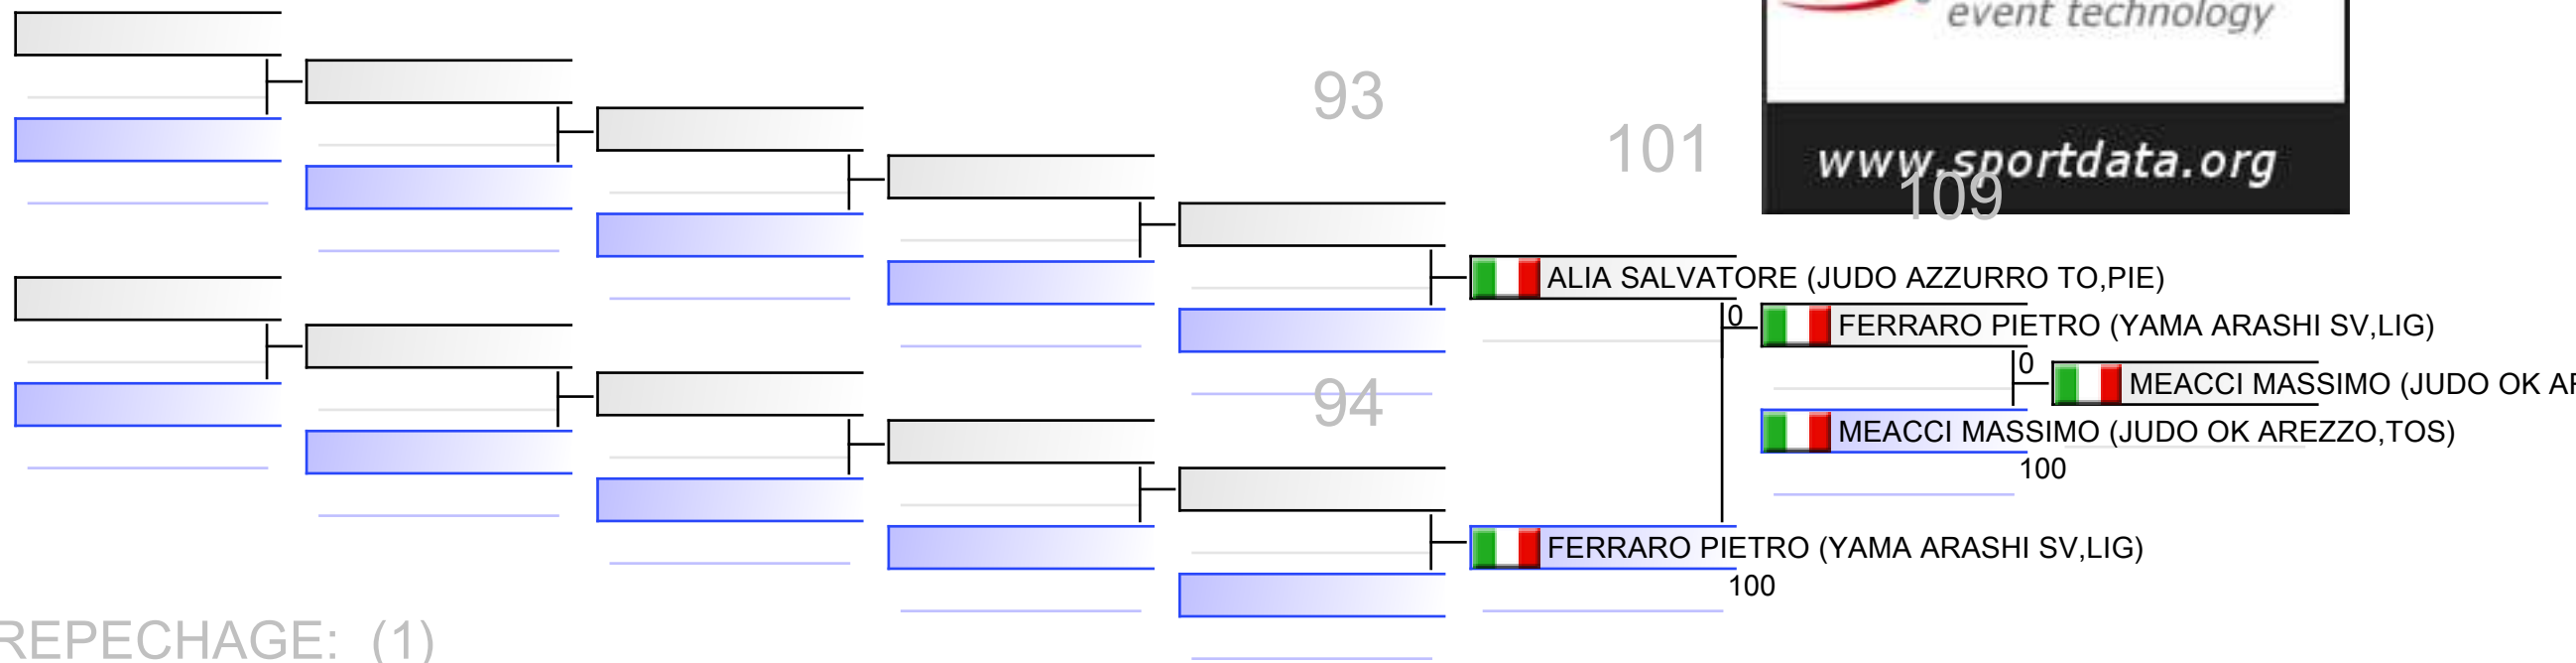 event technology
www.sportdata.org
93
101
109
ALIA SALVATORE (JUDO AZZURRO TO,PIE)
0
FERRARO PIETRO (YAMA ARASHI SV,LIG)
0
MEACCI MASSIMO (JUDO OK
94
MEACCI MASSIMO (JUDO OK AREZZO,TOS)
100
FERRARO PIETRO (YAMA ARASHI SV,LIG)
100
REPECHAGE: (1)